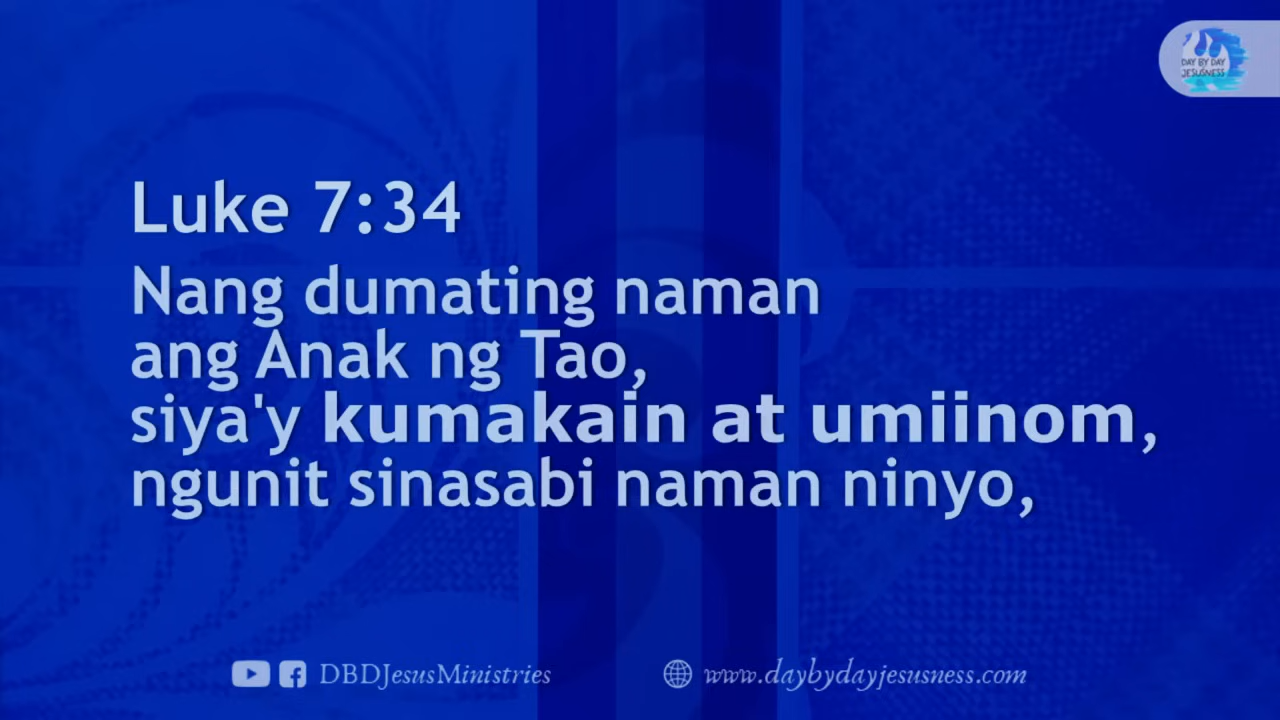 DAY BY DAY
JESUSNESS
Luke 7:34
Nang dumating naman
ang Anak ng Tao,
siya'y kumakain at umiinom,
ngunit sinasabi naman ninyo,
DBDJesusMinistries
www.daybydayjesusness.com